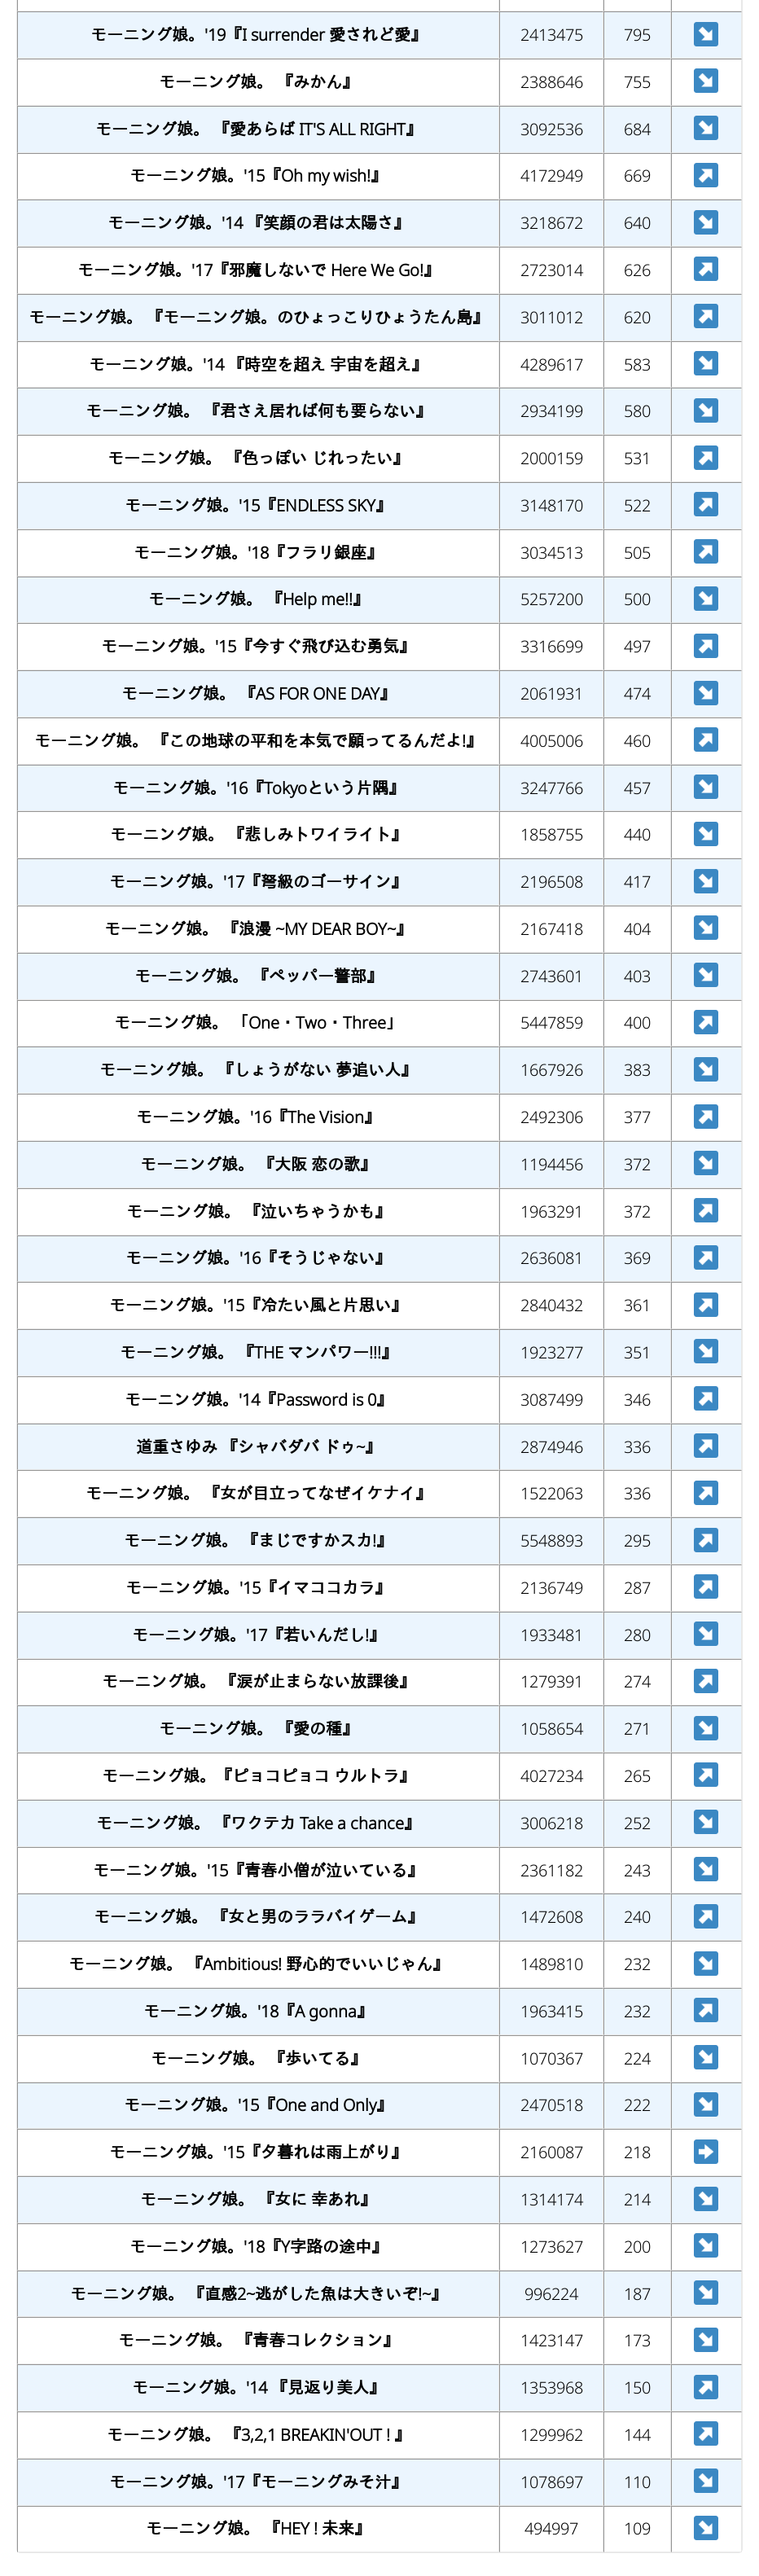 モーニング娘。'19『I surrender 愛されど愛』 2413475 795 ↘
モーニング娘。 『みかん』 2388646 755 ↘
モーニング娘。 『愛あらば IT'S ALL RIGHT』 3092536 684 ↘
モーニング娘。'15『Oh my wish!』 4172949 669 ↗
モーニング娘。'14 『笑顔の君は太陽さ』 3218672 640 ↘
モーニング娘。'17『邪魔しないで Here We Go!』 2723014 626 ↗
モーニング娘。 『モーニング娘。のひょっこりひょうたん島』 3011012 620 ↗
モーニング娘。'14 『時空を超え 宇宙を超え』 4289617 583 ↘
モーニング娘。 『君さえ居れば何も要らない』 2934199 580 ↘
モーニング娘。 『色っぽい じれったい』 2000159 531 ↗
モーニング娘。'15『ENDLESS SKY』 3148170 522 ↗
モーニング娘。'18『フラリ銀座』 3034513 505 ↗
モーニング娘。 『Help me!!』 5257200 500 ↘
モーニング娘。'15『今すぐ飛び込む勇気』 3316699 497 ↗
モーニング娘。 『AS FOR ONE DAY』 2061931 474 ↘
モーニング娘。 『この地球の平和を本気で願ってるんだよ!』 4005006 460 ↗
モーニング娘。'16『Tokyoという片隅』 3247766 457 ↘
モーニング娘。 『悲しみトワイライト』 1858755 440 ↘
モーニング娘。'17『弩級のゴーサイン』 2196508 417 ↘
モーニング娘。 『浪漫 ~MY DEAR BOY~』 2167418 404 ↘
モーニング娘。 『ペッパー警部』 2743601 403 ↘
モーニング娘。 「One・Two・Three」 5447859 400 ↗
モーニング娘。 『しょうがない 夢追い人』 1667926 383 ↘
モーニング娘。'16『The Vision』 2492306 377 ↗
モーニング娘。 『大阪 恋の歌』 1194456 372 ↘
モーニング娘。 『泣いちゃうかも』 1963291 372 ↗
モーニング娘。'16『そうじゃない』 2636081 369 ↗
モーニング娘。'15『冷たい風と片思い』 2840432 361 ↗
モーニング娘。 『THE マンパワー!!!』 1923277 351 ↘
モーニング娘。'14『Password is 0』 3087499 346 ↗
道重さゆみ 『シャバダバ ドゥ~』 2874946 336 ↗
モーニング娘。 『女が目立ってなぜイケナイ』 1522063 336 ↗
モーニング娘。 『まじですかスカ!』 5548893 295 ↗
モーニング娘。'15『イマココカラ』 2136749 287 ↗
モーニング娘。'17『若いんだし!』 1933481 280 ↘
モーニング娘。 『涙が止まらない放課後』 1279391 274 ↗
モーニング娘。 『愛の種』 1058654 271 ↘
モーニング娘。『ピョコピョコ ウルトラ』 4027234 265 ↗
モーニング娘。 『ワクテカ Take a chance』 3006218 252 ↘
モーニング娘。'15『青春小僧が泣いている』 2361182 243 ↘
モーニング娘。 『女と男のララバイゲーム』 1472608 240 ↗
モーニング娘。 『Ambitious! 野心的でいいじゃん』 1489810 232 ↘
モーニング娘。'18『A gonna』 1963415 232 ↗
モーニング娘。 『歩いてる』 1070367 224 ↘
モーニング娘。'15『One and Only』 2470518 222 ↘
モーニング娘。'15『夕暮れは雨上がり』 2160087 218 ➡
モーニング娘。 『女に 幸あれ』 1314174 214 ↘
モーニング娘。'18『Y字路の途中』 1273627 200 ↘
モーニング娘。 『直感2~逃がした魚は大きいぞ!~』 996224 187 ↘
モーニング娘。 『青春コレクション』 1423147 173 ↘
モーニング娘。'14 『見返り美人』 1353968 150 ↗
モーニング娘。 『3,2,1 BREAKIN'OUT ! 』 1299962 144 ↗
モーニング娘。'17『モーニングみそ汁』 1078697 110 ↘
モーニング娘。 『HEY ! 未来』 494997 109 ↘